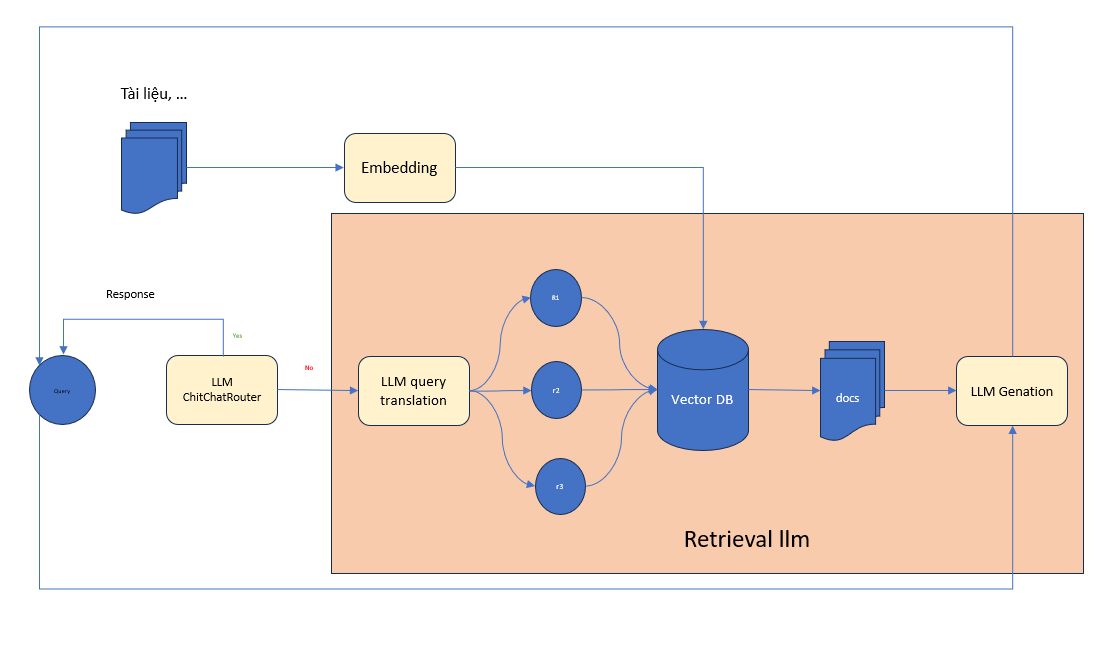 Tài liệu, ...
Embedding
Response
Yes
Query
LLM
ChitChatRouter
No
LLM query
translation
R1
r2
r3
Vector DB
docs
LLM Genation
Retrieval llm